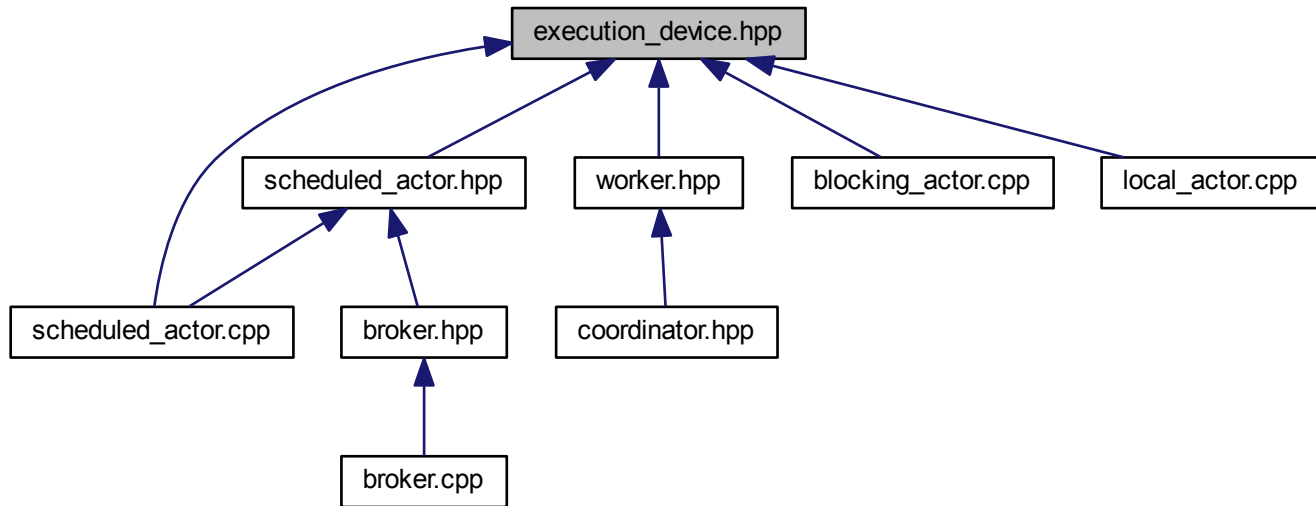 execution_device.hpp
scheduled_actor.hpp
worker.hpp
blocking_actor.cpp
local_actor.cpp
scheduled_actor.cpp
broker.hpp
coordinator.hpp
broker.cpp